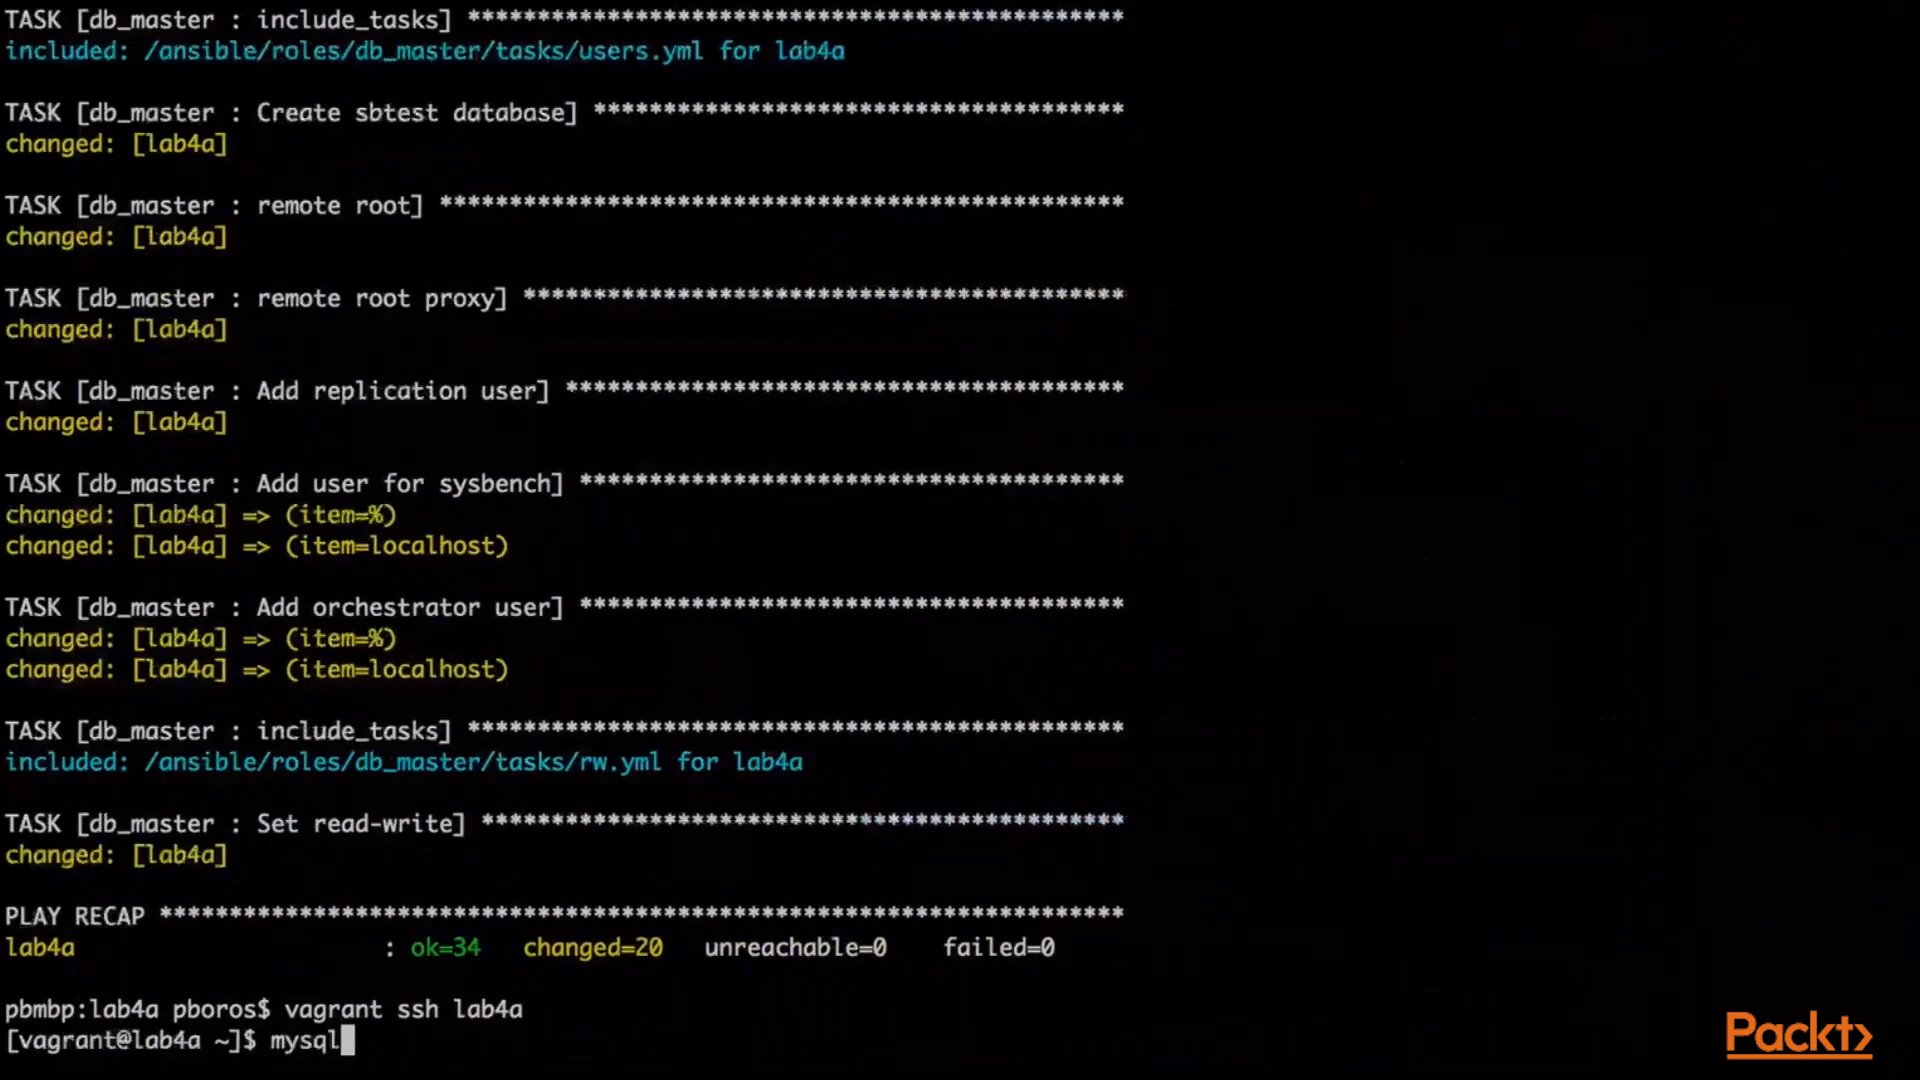 TASK [db_master : include_tasks] ***********************************************
included: /ansible/roles/db_master/tasks/users.yml for lab4a
TASK [db_master : Create sbtest database] **************************************
changed: [lab4a]
TASK [db_master : remote root] *************************************************
changed: [lab4a]
TASK [db_master : remote root proxy] *******************************************
changed: [lab4a]
TASK [db_master : Add replication user] ****************************************
changed: [lab4a]
TASK [db_master : Add user for sysbench] ***************************************
changed: [lab4a] => (item=%)
changed: [lab4a] => (item=localhost)
TASK [db_master : Add orchestrator user] ***************************************
changed: [lab4a] => (item=%)
changed: [lab4a] => (item=localhost)
TASK [db_master : include_tasks] ***********************************************
included: /ansible/roles/db_master/tasks/rw.yml for lab4a
TASK [db_master : Set read-write] **********************************************
changed: [lab4a]
PLAY RECAP *********************************************************************
lab4a : ok=34 changed=20 unreachable=0 failed=0
pbmbp:lab4a pboros$ vagrant ssh lab4a
[vagrant@lab4a ~]$ mysql
Packt>